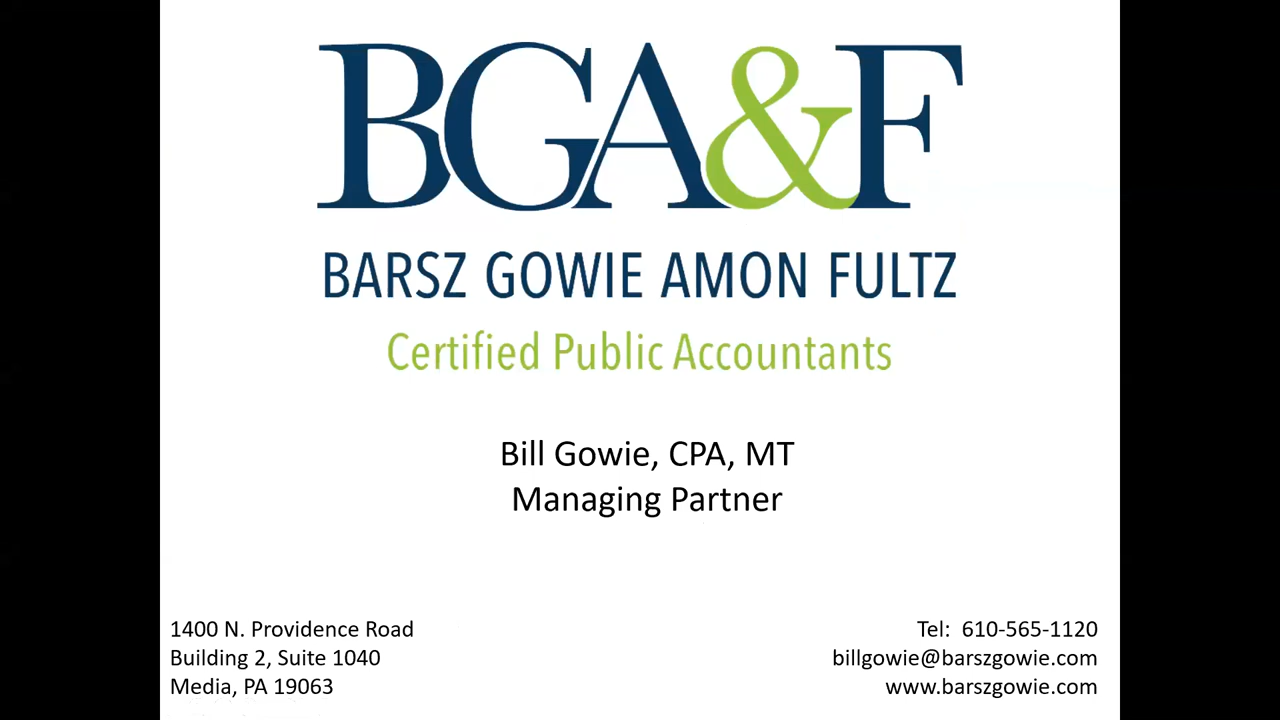 BGA&F
BARSZ GOWIE AMON FULTZ
Certified Public Accountants
Bill Gowie, CPA, MT
Managing Partner
1400 N. Providence Road
Building 2, Suite 1040
Media, PA 19063
Tel:  610-565-1120
billgowie@barszgowie.com
www.barszgowie.com